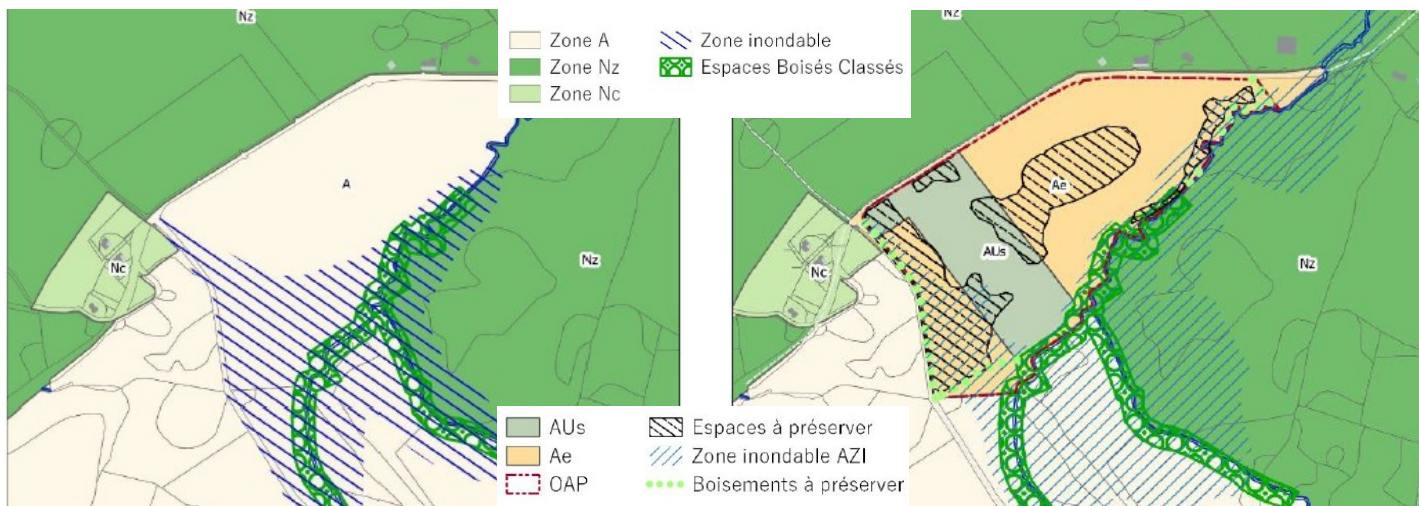 Nz
Nz
Zone A
Zone inondable
Zone Nz
Espaces Boisés Classés
Zone Nc
A
Ae
AUs
Nc
Nz
Nc
Nz
AUs
Espaces à préserver
Ae
Zone inondable AZI
OAP
Boisements à préserver